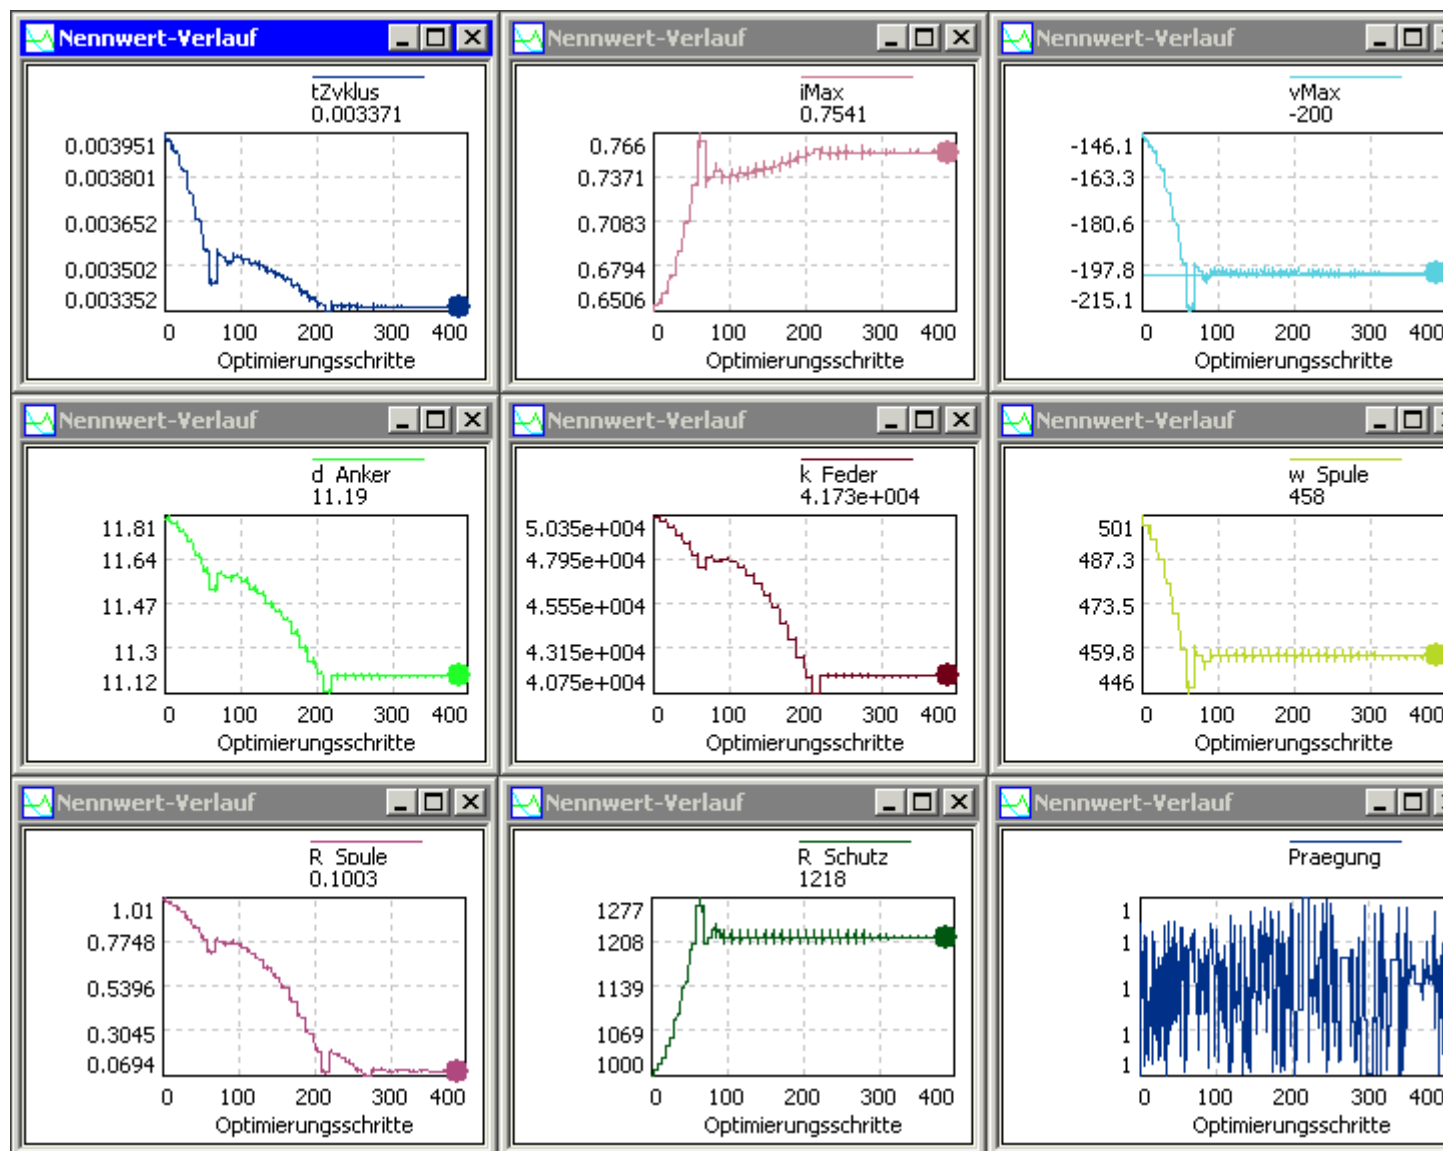 Nennwert-Verlauf
tZyklus
0.003371
0.003951
0.003801
0.003652
0.003502
0.003352
0 100 200 300 400
Optimierungsschritte
Nennwert-Verlauf
iMax
0.7541
0.766
0.7371
0.7083
0.6794
0.6506
0 100 200 300 400
Optimierungsschritte
Nennwert-Verlauf
vMax
-200
-146.1
-163.3
-180.6
-197.8
-215.1
0 100 200 300 400
Optimierungsschritte
Nennwert-Verlauf
d Anker
11.19
11.81
11.64
11.47
11.3
11.12
0 100 200 300 400
Optimierungsschritte
Nennwert-Verlauf
k Feder
4.173e+004
5.035e+004
4.795e+004
4.555e+004
4.315e+004
4.075e+004
0 100 200 300 400
Optimierungsschritte
Nennwert-Verlauf
w Spule
458
501
487.3
473.5
459.8
446
0 100 200 300 400
Optimierungsschritte
Nennwert-Verlauf
R Spule
0.1003
1.01
0.7748
0.5396
0.3045
0.0694
0 100 200 300 400
Optimierungsschritte
Nennwert-Verlauf
R Schutz
1218
1277
1208
1139
1069
1000
0 100 200 300 400
Optimierungsschritte
Nennwert-Verlauf
Praegung
1
1
1
1
1
0 100 200 300 400
Optimierungsschritte